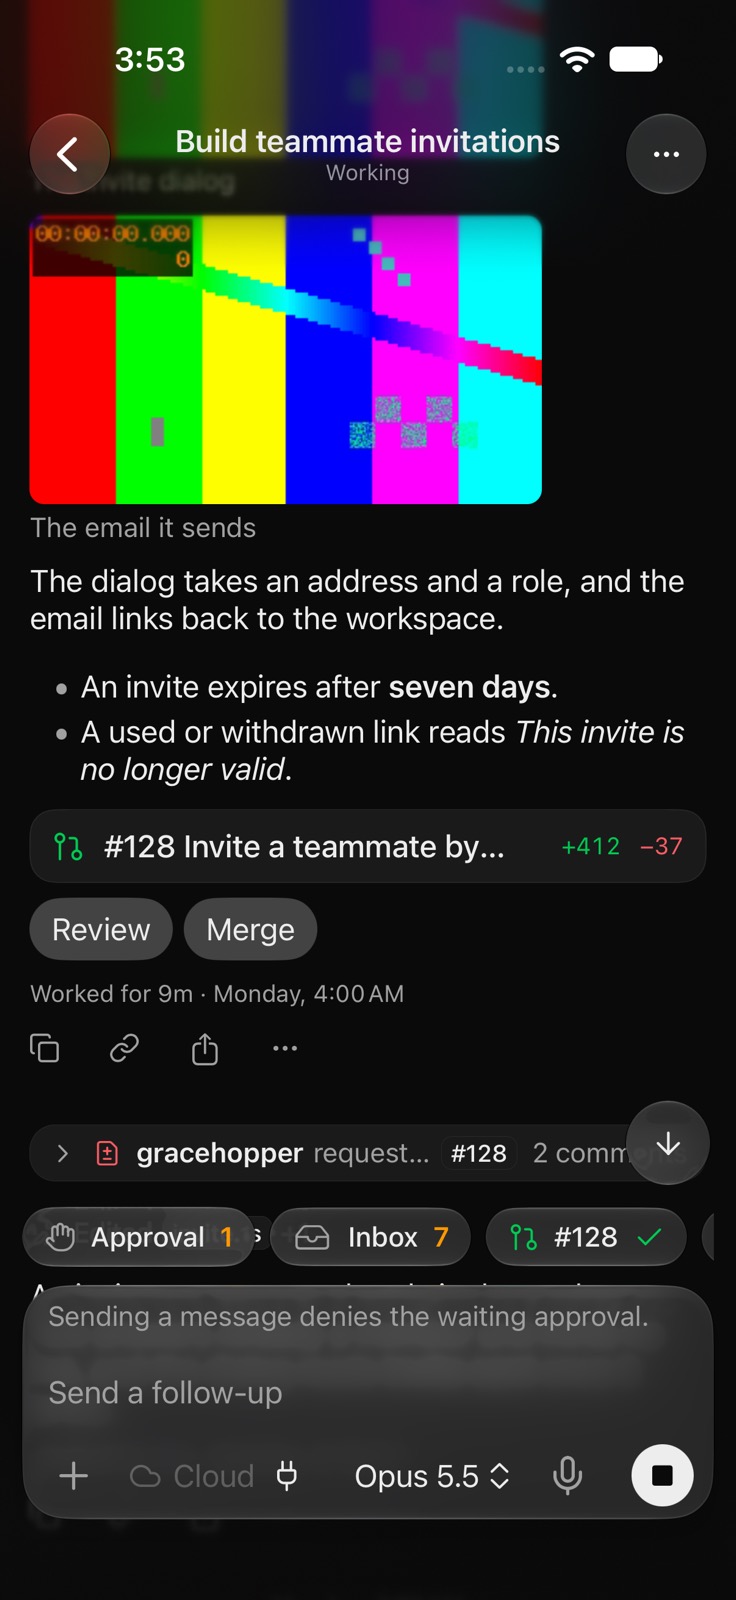 3:53
Build teammate invitations
Working
invite dialog
00:00:00.000
0
The email it sends
The dialog takes an address and a role, and the
email links back to the workspace.
An invite expires after seven days.
A used or withdrawn link reads This invite is
no longer valid.
#128 Invite a teammate by...
+412 −37
Review
Merge
Worked for 9m · Monday, 4:00 AM
gracehopper request... #128 2 comm
Approval 1
Inbox 7
#128
Sending a message denies the waiting approval.
Send a follow-up
Cloud
Opus 5.5